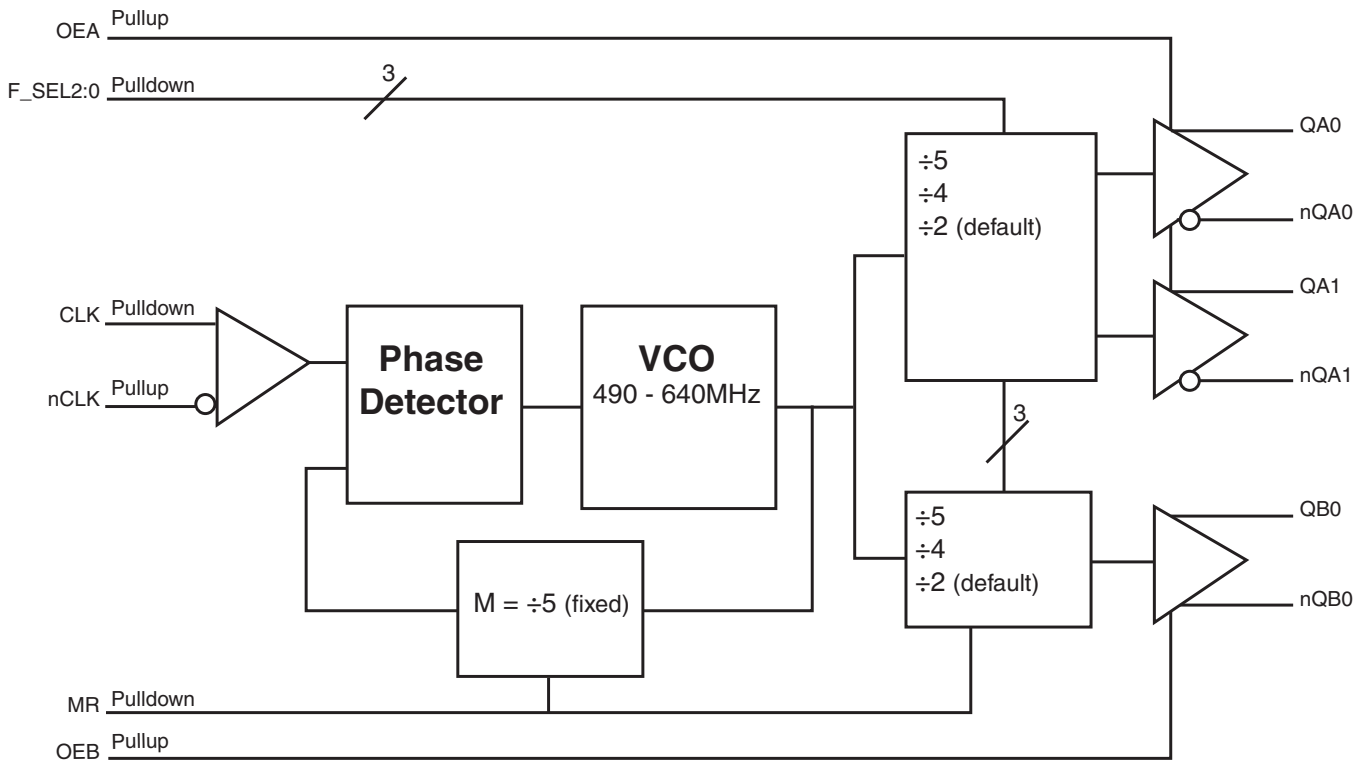 OEA Pullup
F_SEL2:0 Pulldown
3
QA0
÷5
÷4
÷2 (default)
nQA0
QA1
CLK Pulldown
nCLK Pullup
Phase
Detector
VCO
490 - 640MHz
nQA1
3
QB0
÷5
÷4
÷2 (default)
nQB0
M = ÷5 (fixed)
MR Pulldown
OEB Pullup